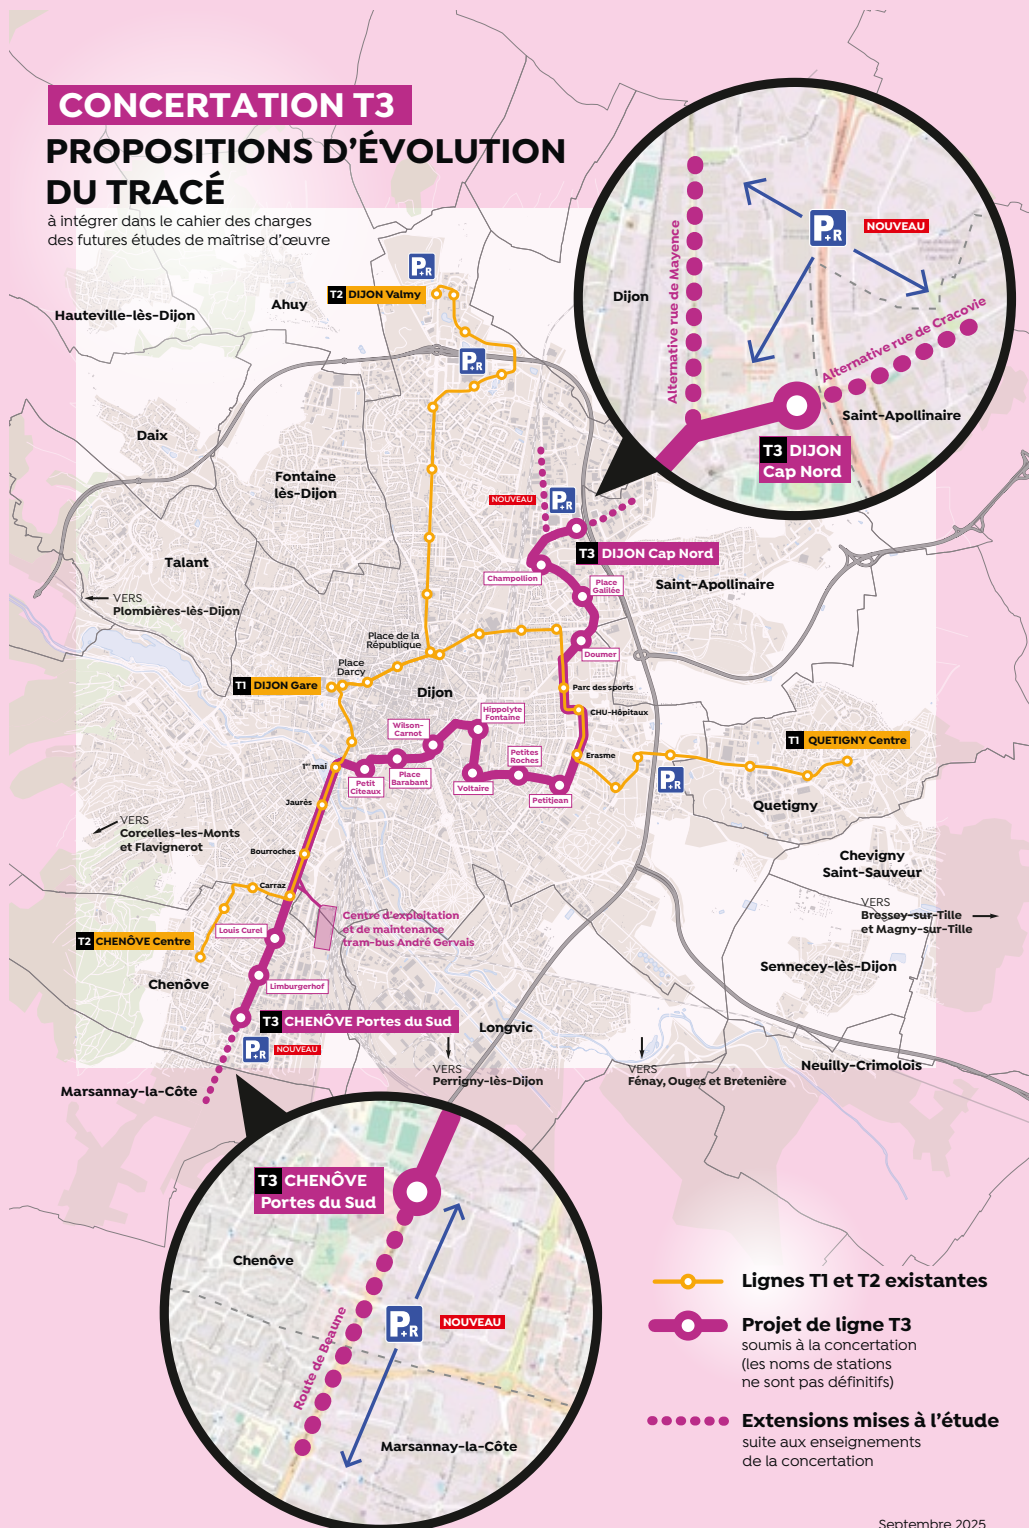 CONCERTATION T3
PROPOSITIONS D'ÉVOLUTION
DU TRACÉ
à intégrer dans le cahier des charges
des futures études de maîtrise d'œuvre
P+R
NOUVEAU
Alternative rue de Mayence
Dijon
Alternative rue de Cracovie
Saint-Apollinaire
T3 DIJON
Cap Nord
P+R
T2 DIJON Valmy
Ahuy
Hauteville-lès-Dijon
P+R
Daix
Fontaine
lès-Dijon
NOUVEAU
P+R
T3 DIJON Cap Nord
Talant
Champollion
Place
Galilée
Saint-Apollinaire
VERS
Plombières-lès-Dijon
Place de la
République
Doumer
Place
Darcy
T1 DIJON Gare
Dijon
Parc des sports
CHU-Hôpitaux
Hippolyte
Fontaine
Wilson-
Carnot
T1 QUETIGNY Centre
1er mai
Petit
Cîteaux
Place
Barabant
Petites
Roches
Voltaire
Petitjean
Erasme
P+R
Quetigny
Jaurès
VERS
Corcelles-les-Monts
et Flavignerot
Bourroches
Chevigny
Saint-Sauveur
Carraz
VERS
Bressey-sur-Tille
et Magny-sur-Tille
Centre d'exploitation
et de maintenance
tram-bus André Gervais
Louis Curel
T2 CHENÔVE Centre
Sennecey-lès-Dijon
Chenôve
Limburgerhof
T3 CHENÔVE Portes du Sud
Longvic
P+R
NOUVEAU
VERS
Perrigny-lès-Dijon
VERS
Fénay, Ouges et Bretenière
Neuilly-Crimolois
Marsannay-la-Côte
T3 CHENÔVE
Portes du Sud
Chenôve
P+R
NOUVEAU
Route de Beaune
Marsannay-la-Côte
Lignes T1 et T2 existantes
Projet de ligne T3
soumis à la concertation
(les noms de stations
ne sont pas définitifs)
Extensions mises à l'étude
suite aux enseignements
de la concertation
Septembre 2025